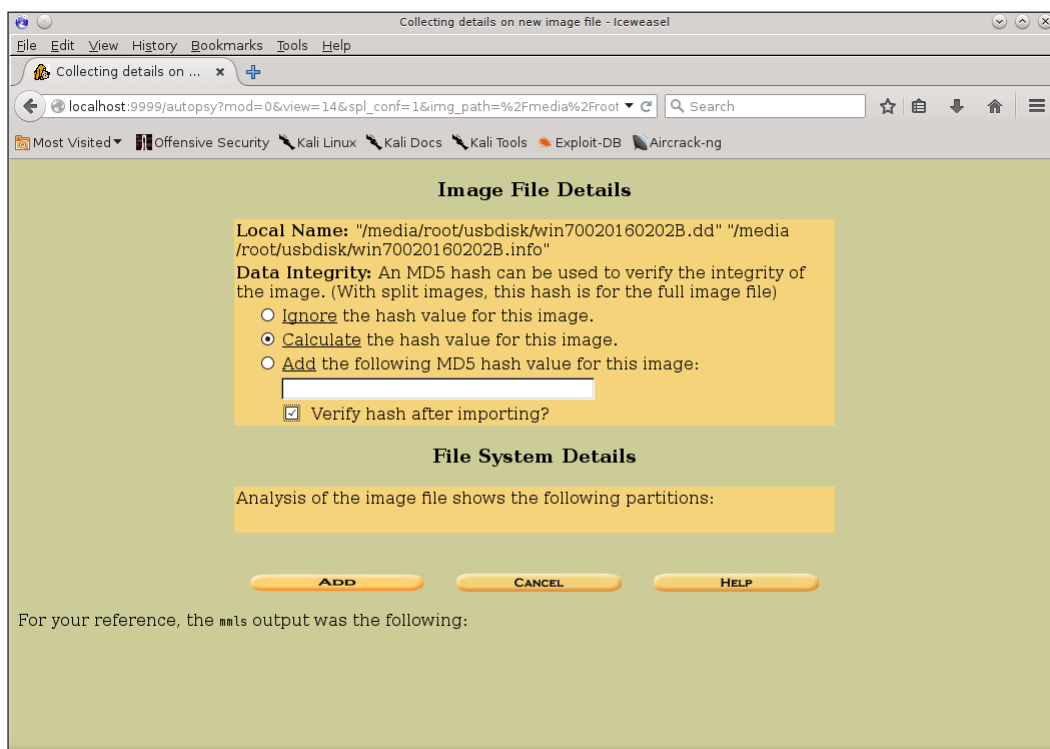 Collecting details on new image file - Iceweasel
File Edit View History Bookmarks Tools Help
Collecting details on ...
localhost:9999/autopsy?mod=0&view=14&spl_conf=1&img_path=%2Fmedia%2Froot
Search
Most Visited Offensive Security Kali Linux Kali Docs Kali Tools Exploit-DB Aircrack-ng
Image File Details
Local Name: "/media/root/usbdisk/win70020160202B.dd" "/media
/root/usbdisk/win70020160202B.info"
Data Integrity: An MD5 hash can be used to verify the integrity of
the image. (With split images, this hash is for the full image file)
Ignore the hash value for this image.
Calculate the hash value for this image.
Add the following MD5 hash value for this image:
Verify hash after importing?
File System Details
Analysis of the image file shows the following partitions:
ADD CANCEL HELP
For your reference, the mmls output was the following: